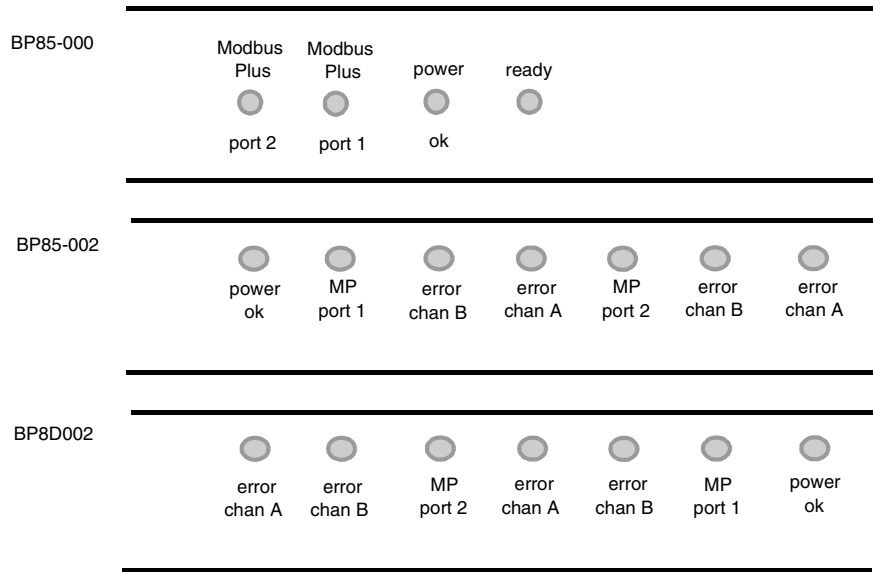 BP85-000
Modbus Modbus
Plus Plus power ready
port 2 port 1 ok
BP85-002
power MP error error MP error error
ok port 1 chan B chan A port 2 chan B chan A
BP8D002
error error MP error error MP power
chan A chan B port 2 chan A chan B port 1 ok